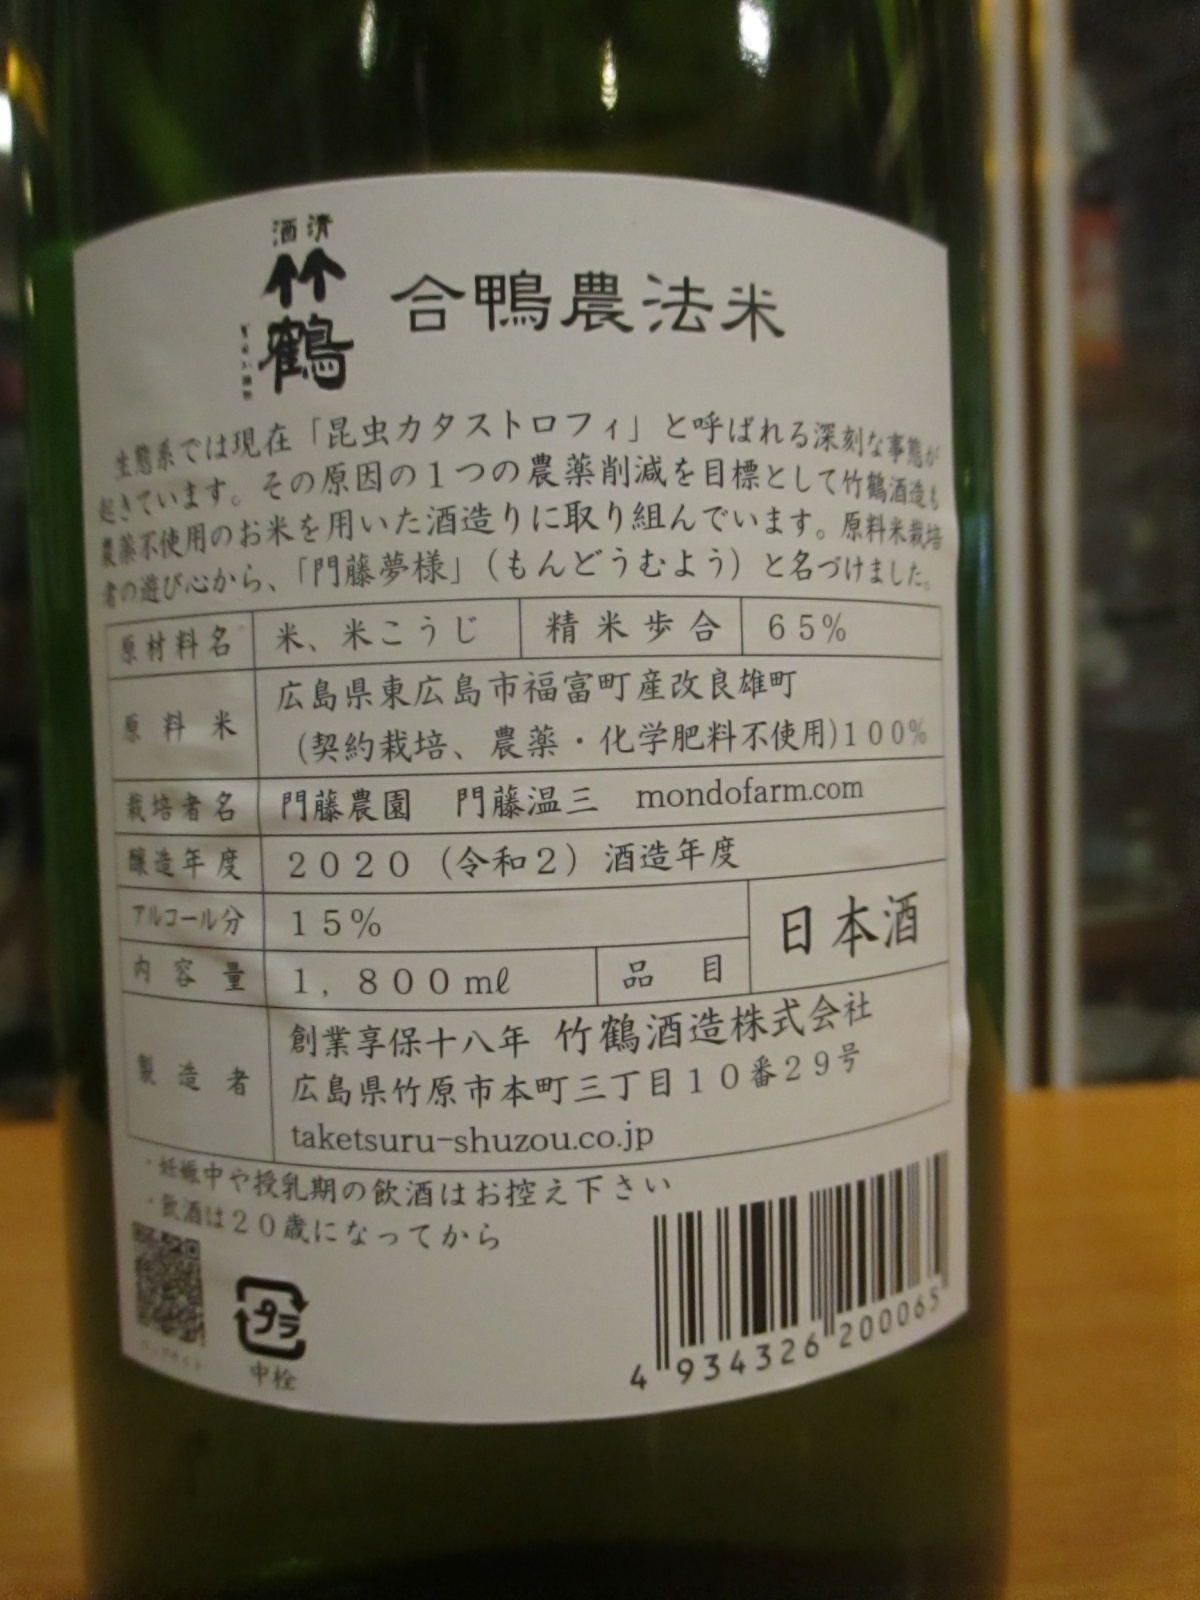 清酒
竹鶴
合鴨農法米
生態系では現在「昆虫カタストロフィ」と呼ばれる深刻な事態が
起きています。その原因の1つの農薬削減を目標として竹鶴酒造も
農薬不使用のお米を用いた酒造りに取り組んでいます。原料米栽培
者の遊び心から、「門藤夢様」(もんどうむよう)と名づけました。
原材料名 米、米こうじ 精米歩合 65%
原料米 広島県東広島市福富町産改良雄町
(契約栽培、農薬・化学肥料不使用)100%
栽培者名 門藤農園 門藤温三 mondofarm.com
醸造年度 2020(令和2)酒造年度
アルコール分 15%
内容量 1,800mℓ 品目 日本酒
製造者 創業享保十八年 竹鶴酒造株式会社
広島県竹原市本町三丁目10番29号
taketsuru-shuzou.co.jp
・妊娠中や授乳期の飲酒はお控え下さい
・飲酒は20歳になってから
プラ
中栓
4 934326 200065